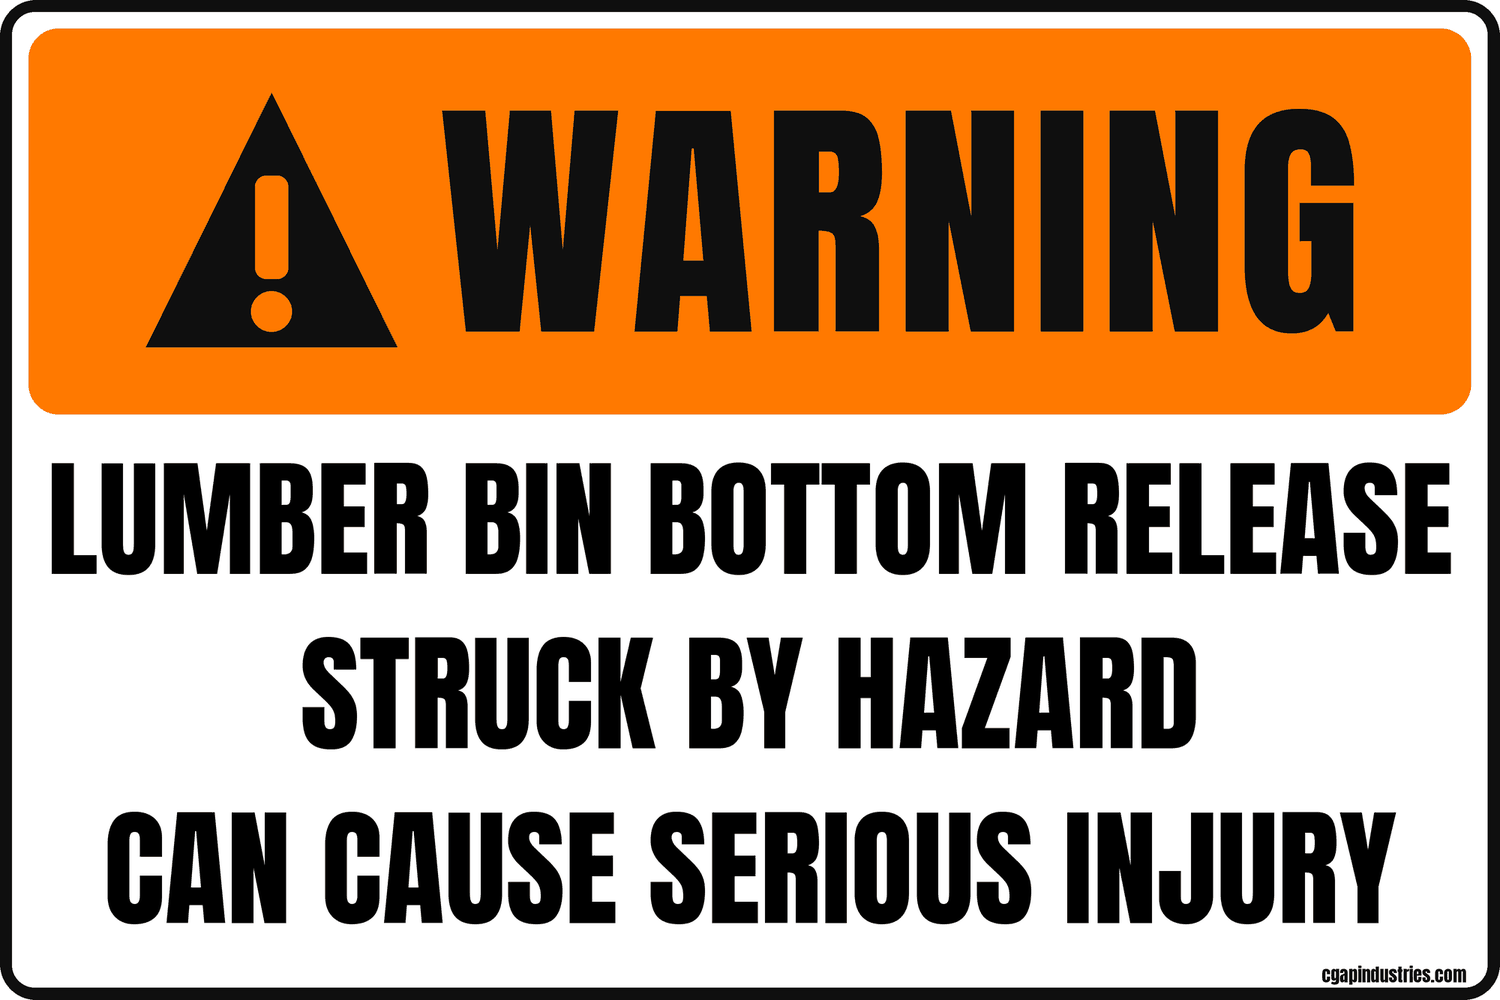 WARNING
LUMBER BIN BOTTOM RELEASE
STRUCK BY HAZARD
CAN CAUSE SERIOUS INJURY
cgapindustries.com